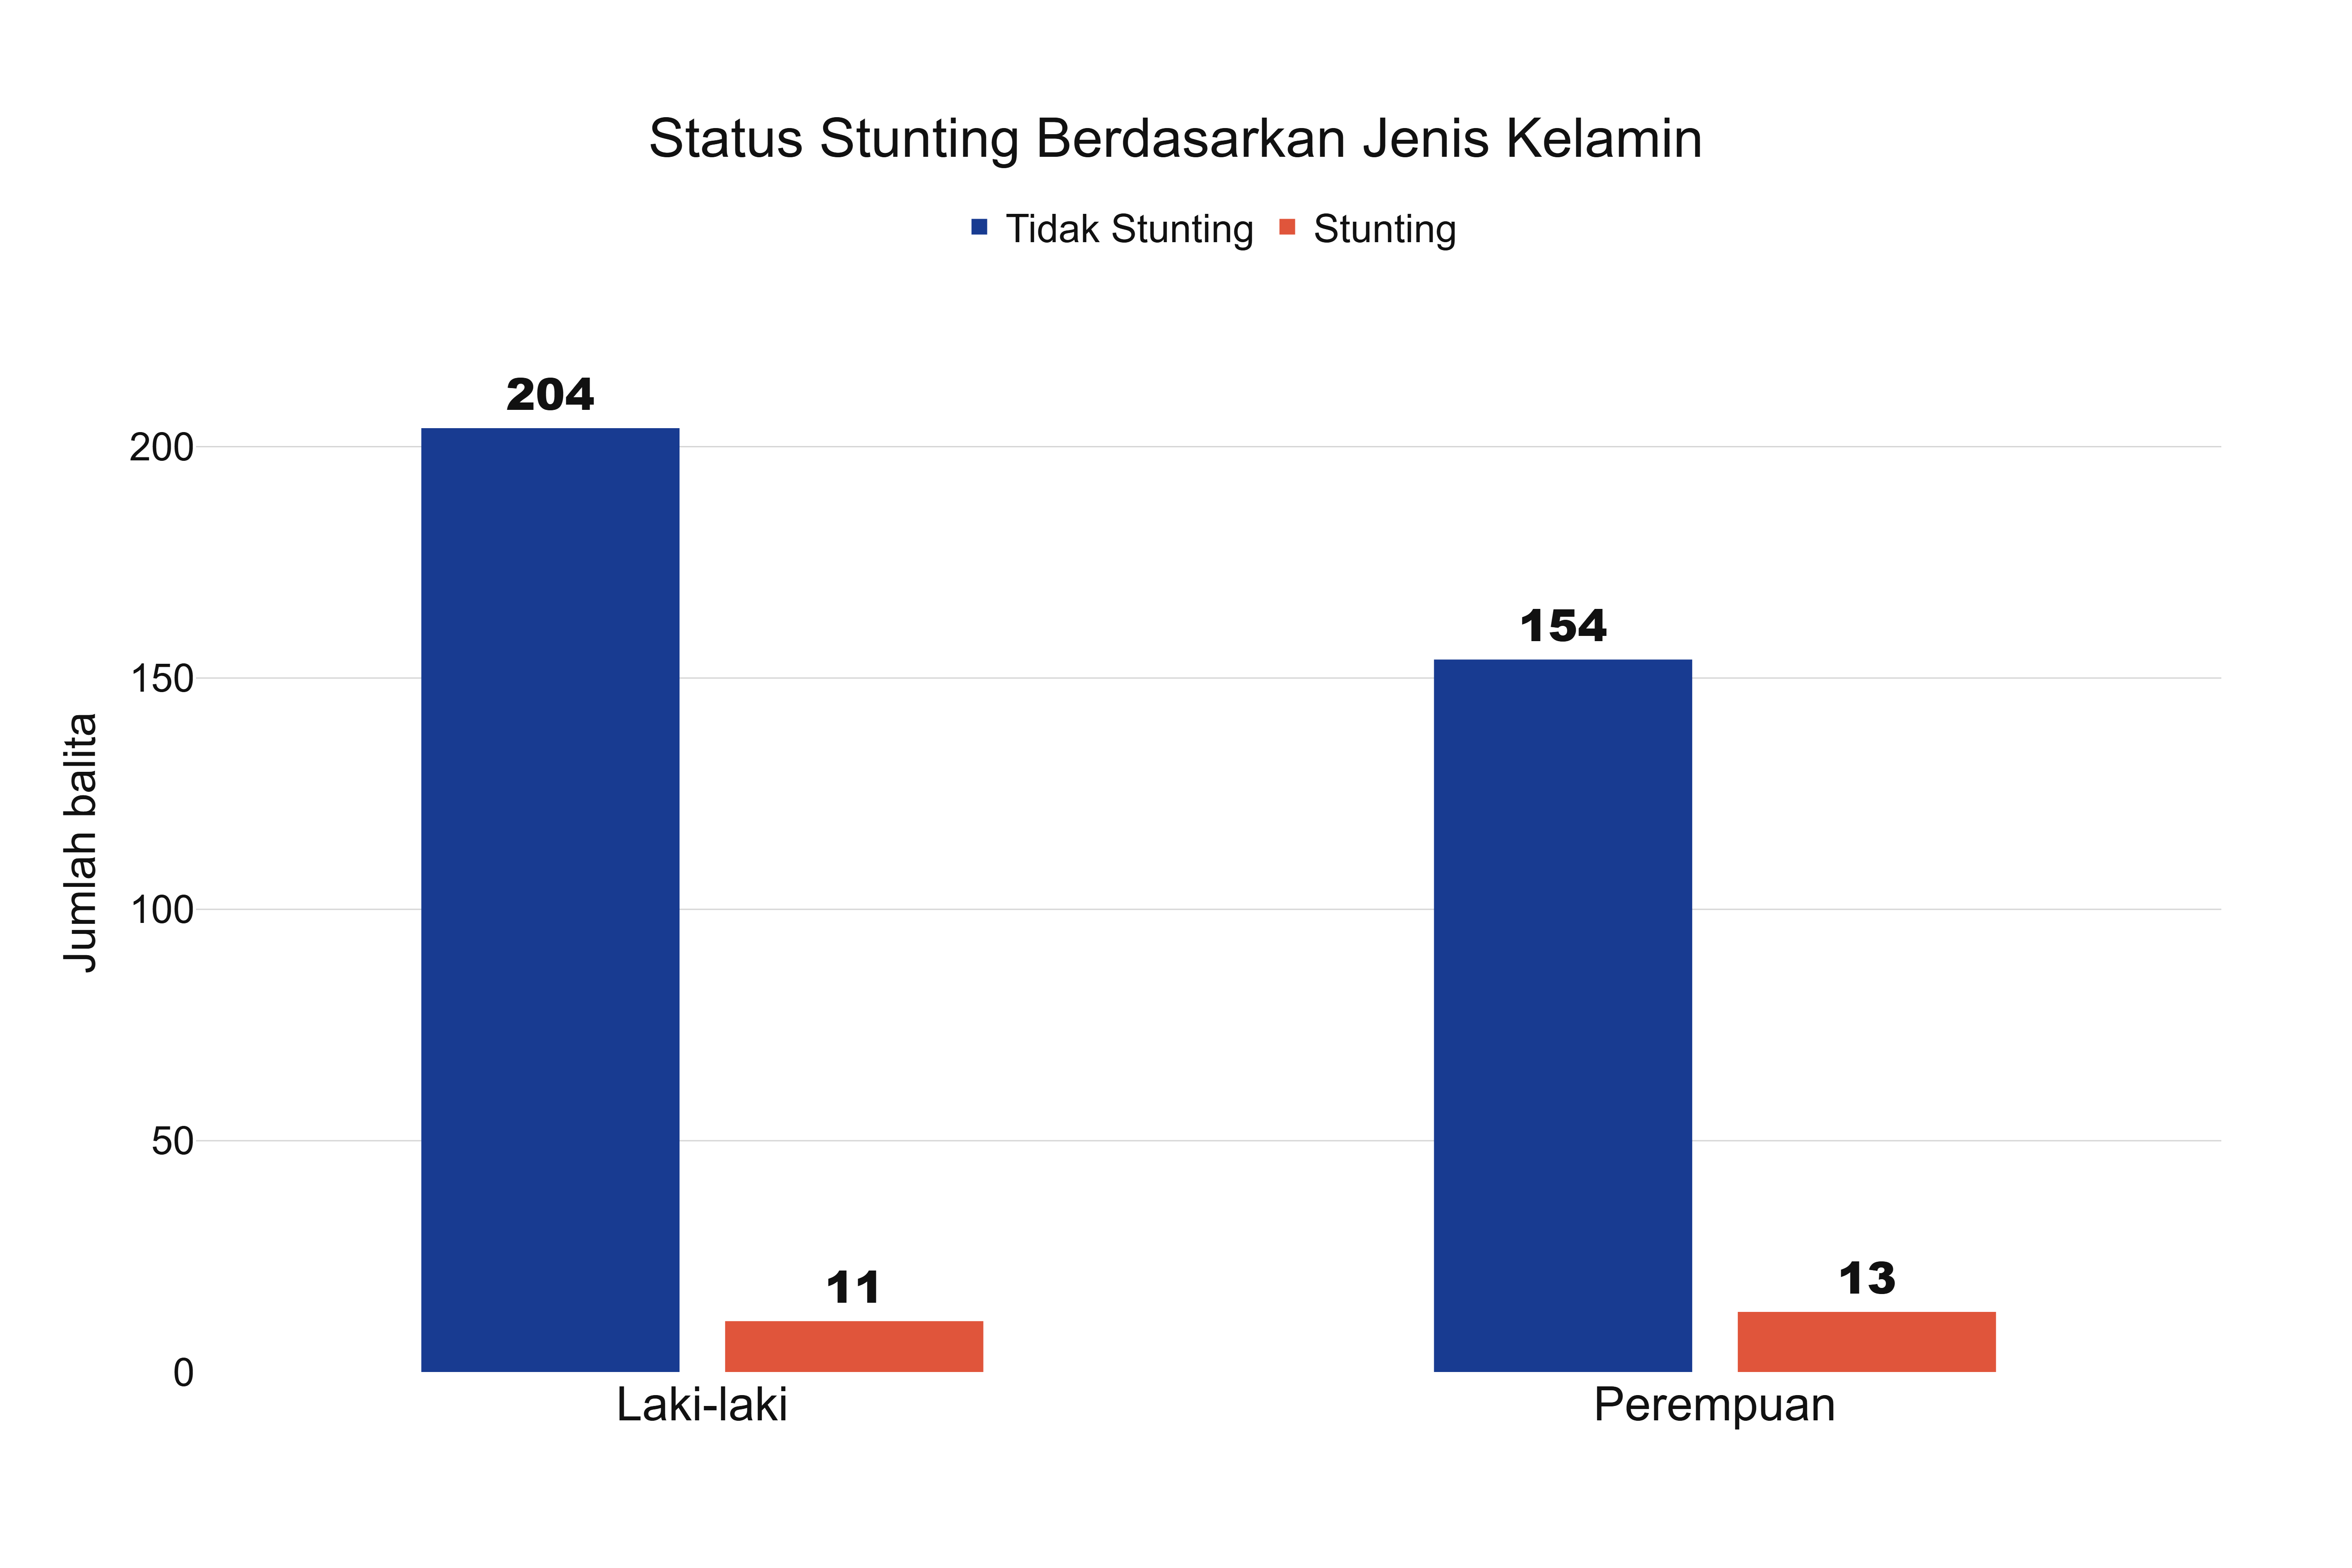 Status Stunting Berdasarkan Jenis Kelamin
Tidak Stunting Stunting
204
200
154
150
Jumlah balita
100
50
11
13
0
Laki-laki
Perempuan